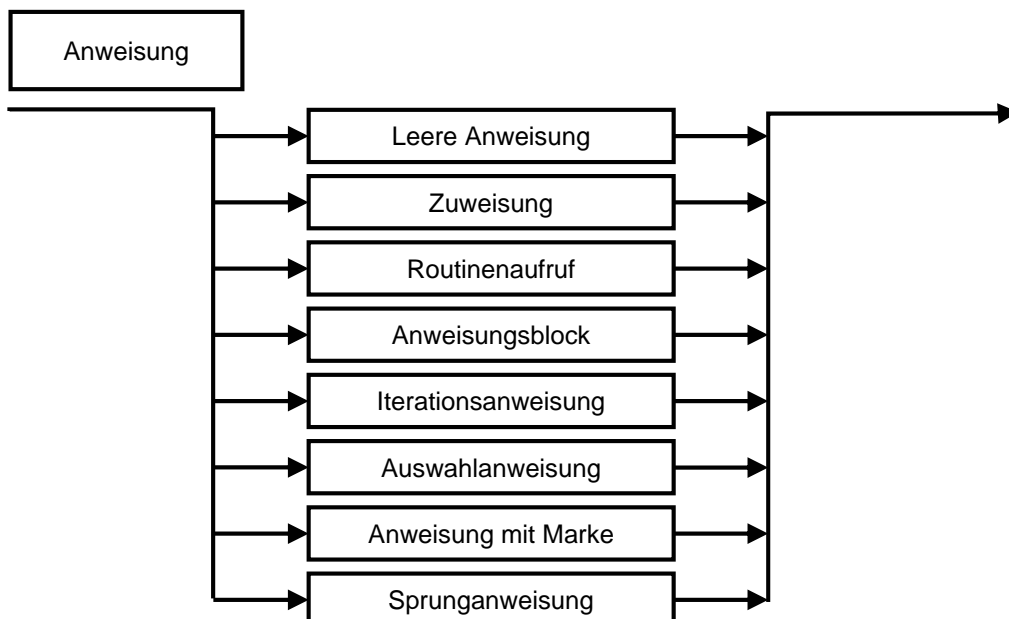 Anweisung
Leere Anweisung
Zuweisung
Routinenaufruf
Anweisungsblock
Iterationsanweisung
Auswahlanweisung
Anweisung mit Marke
Sprunganweisung